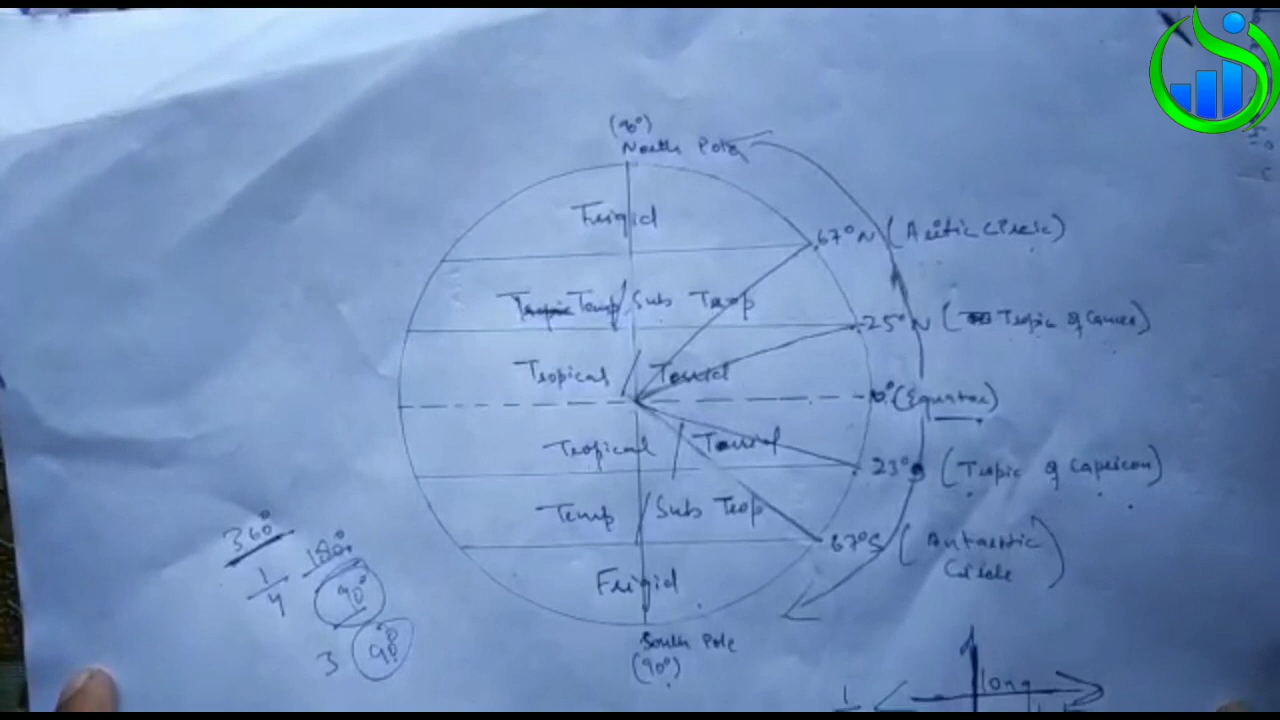 (90°)
North Pole
Frigid
67°N (Arctic Circle)
Temp / Sub Trop
25°N (Tropic of Cancer)
Tropical / Torrid
0° (Equator)
Tropical / Torrid
23°S (Tropic of Capricon)
Temp / Sub Trop
67°S (Antarctic
Circle)
Frigid
South Pole
(90°)
360°
180°
1/4
90°
3
90
long
1